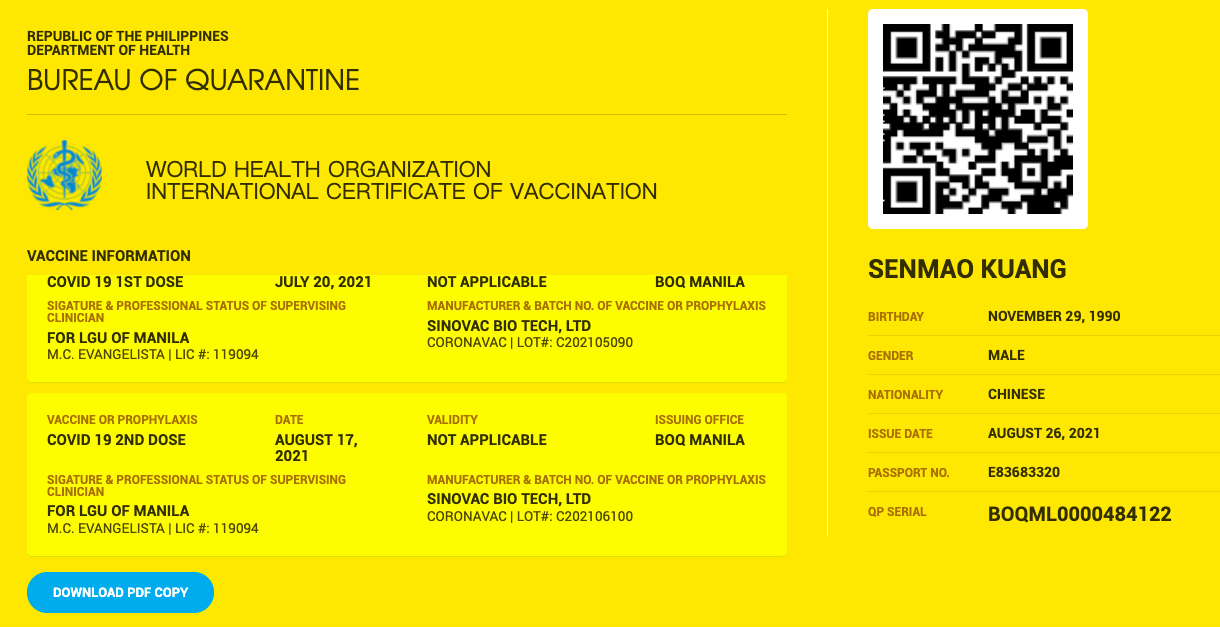 REPUBLIC OF THE PHILIPPINES
DEPARTMENT OF HEALTH
BUREAU OF QUARANTINE
WORLD HEALTH ORGANIZATION
INTERNATIONAL CERTIFICATE OF VACCINATION
VACCINE INFORMATION
COVID 19 1ST DOSE JULY 20, 2021 NOT APPLICABLE BOQ MANILA
SIGATURE & PROFESSIONAL STATUS OF SUPERVISING
CLINICIAN
FOR LGU OF MANILA
M.C. EVANGELISTA | LIC #: 119094
MANUFACTURER & BATCH NO. OF VACCINE OR PROPHYLAXIS
SINOVAC BIO TECH, LTD
CORONAVAC | LOT#: C202105090
VACCINE OR PROPHYLAXIS DATE VALIDITY ISSUING OFFICE
COVID 19 2ND DOSE AUGUST 17, NOT APPLICABLE BOQ MANILA
2021
SIGATURE & PROFESSIONAL STATUS OF SUPERVISING
CLINICIAN
FOR LGU OF MANILA
M.C. EVANGELISTA | LIC #: 119094
MANUFACTURER & BATCH NO. OF VACCINE OR PROPHYLAXIS
SINOVAC BIO TECH, LTD
CORONAVAC | LOT#: C202106100
DOWNLOAD PDF COPY
SENMAO KUANG
BIRTHDAY NOVEMBER 29, 1990
GENDER MALE
NATIONALITY CHINESE
ISSUE DATE AUGUST 26, 2021
PASSPORT NO. E83683320
QP SERIAL BOQML0000484122